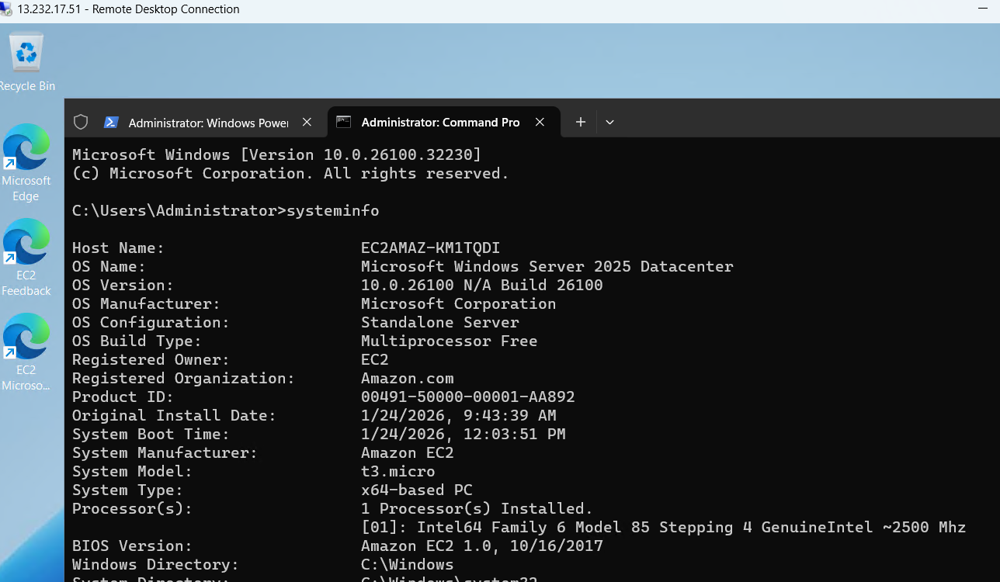 13.232.17.51 - Remote Desktop Connection
Recycle Bin
Microsoft
Edge
EC2
Feedback
EC2
Microso...
Administrator: Windows Power
Administrator: Command Pro
Microsoft Windows [Version 10.0.26100.32230]
(c) Microsoft Corporation. All rights reserved.
C:\Users\Administrator>systeminfo
Host Name: EC2AMAZ-KM1TQDI
OS Name: Microsoft Windows Server 2025 Datacenter
OS Version: 10.0.26100 N/A Build 26100
OS Manufacturer: Microsoft Corporation
OS Configuration: Standalone Server
OS Build Type: Multiprocessor Free
Registered Owner: EC2
Registered Organization: Amazon.com
Product ID: 00491-50000-00001-AA892
Original Install Date: 1/24/2026, 9:43:39 AM
System Boot Time: 1/24/2026, 12:03:51 PM
System Manufacturer: Amazon EC2
System Model: t3.micro
System Type: x64-based PC
Processor(s): 1 Processor(s) Installed.
[01]: Intel64 Family 6 Model 85 Stepping 4 GenuineIntel ~2500 Mhz
BIOS Version: Amazon EC2 1.0, 10/16/2017
Windows Directory: C:\Windows
System Directory: C:\Windows\system32